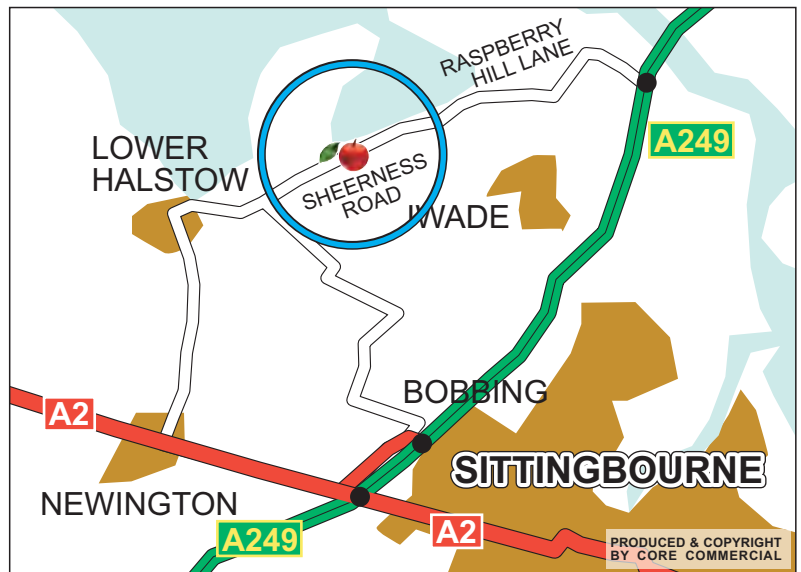 RASPBERRY
HILL LANE
A249
LOWER
HALSTOW
SHEERNESS
ROAD
IWADE
BOBBING
A2
SITTINGBOURNE
NEWINGTON
A249
A2
PRODUCED & COPYRIGHT
BY CORE COMMERCIAL